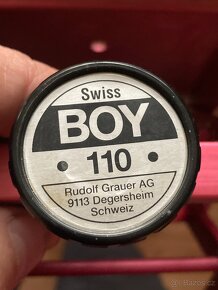 Swiss
BOY
• 110 •
Rudolf Grauer AG
9113 Degersheim
Schweiz